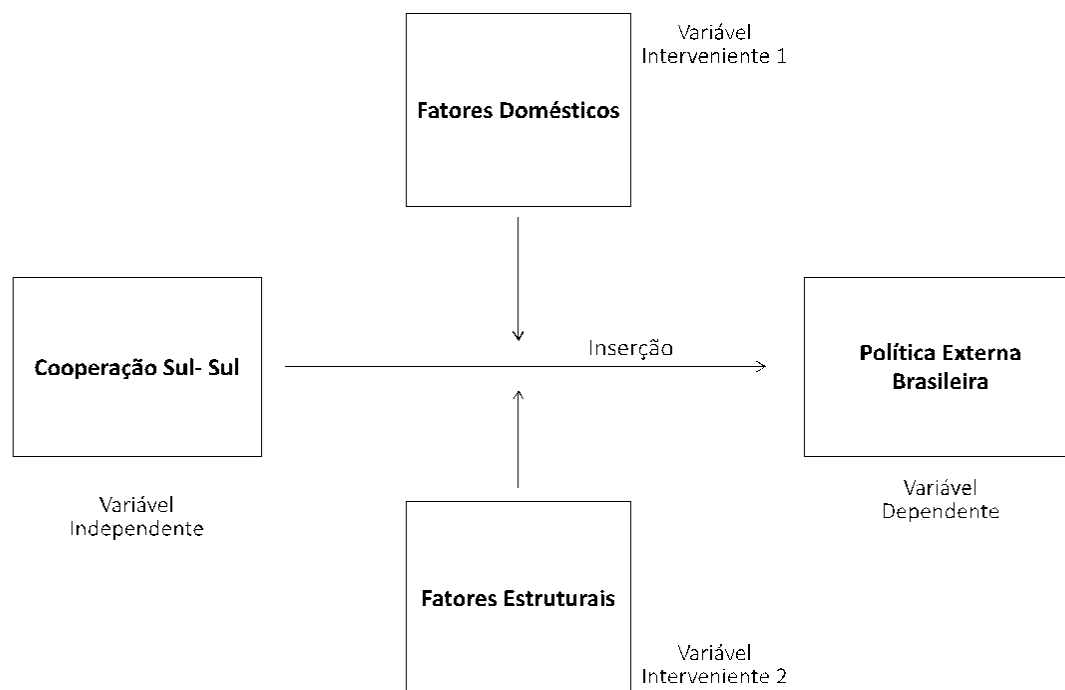 Variável
Interveniente 1
Fatores Domésticos
Inserção
Cooperação Sul- Sul
Política Externa
Brasileira
Variável
Independente
Variável
Dependente
Fatores Estruturais
Variável
Interveniente 2